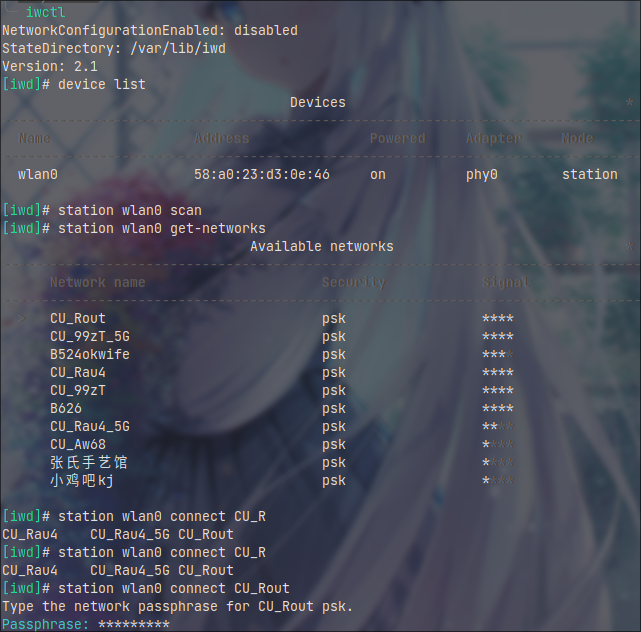 iwctl
NetworkConfigurationEnabled: disabled
StateDirectory: /var/lib/iwd
Version: 2.1
[iwd]# device list
Devices *
Name Address Powered Adapter Mode
wlan0 58:a0:23:d3:0e:46 on phy0 station
[iwd]# station wlan0 scan
[iwd]# station wlan0 get-networks
Available networks
Network name Security Signal
> CU_Rout psk ****
CU_99zT_5G psk ****
B524okwife psk ****
CU_Rau4 psk ****
CU_99zT psk ****
B626 psk ****
CU_Rau4_5G psk ****
CU_Aw68 psk ****
张氏手艺馆 psk ****
小鸡吧kj psk ****
[iwd]# station wlan0 connect CU_R
CU_Rau4 CU_Rau4_5G CU_Rout
[iwd]# station wlan0 connect CU_R
CU_Rau4 CU_Rau4_5G CU_Rout
[iwd]# station wlan0 connect CU_Rout
Type the network passphrase for CU_Rout psk.
Passphrase: *********